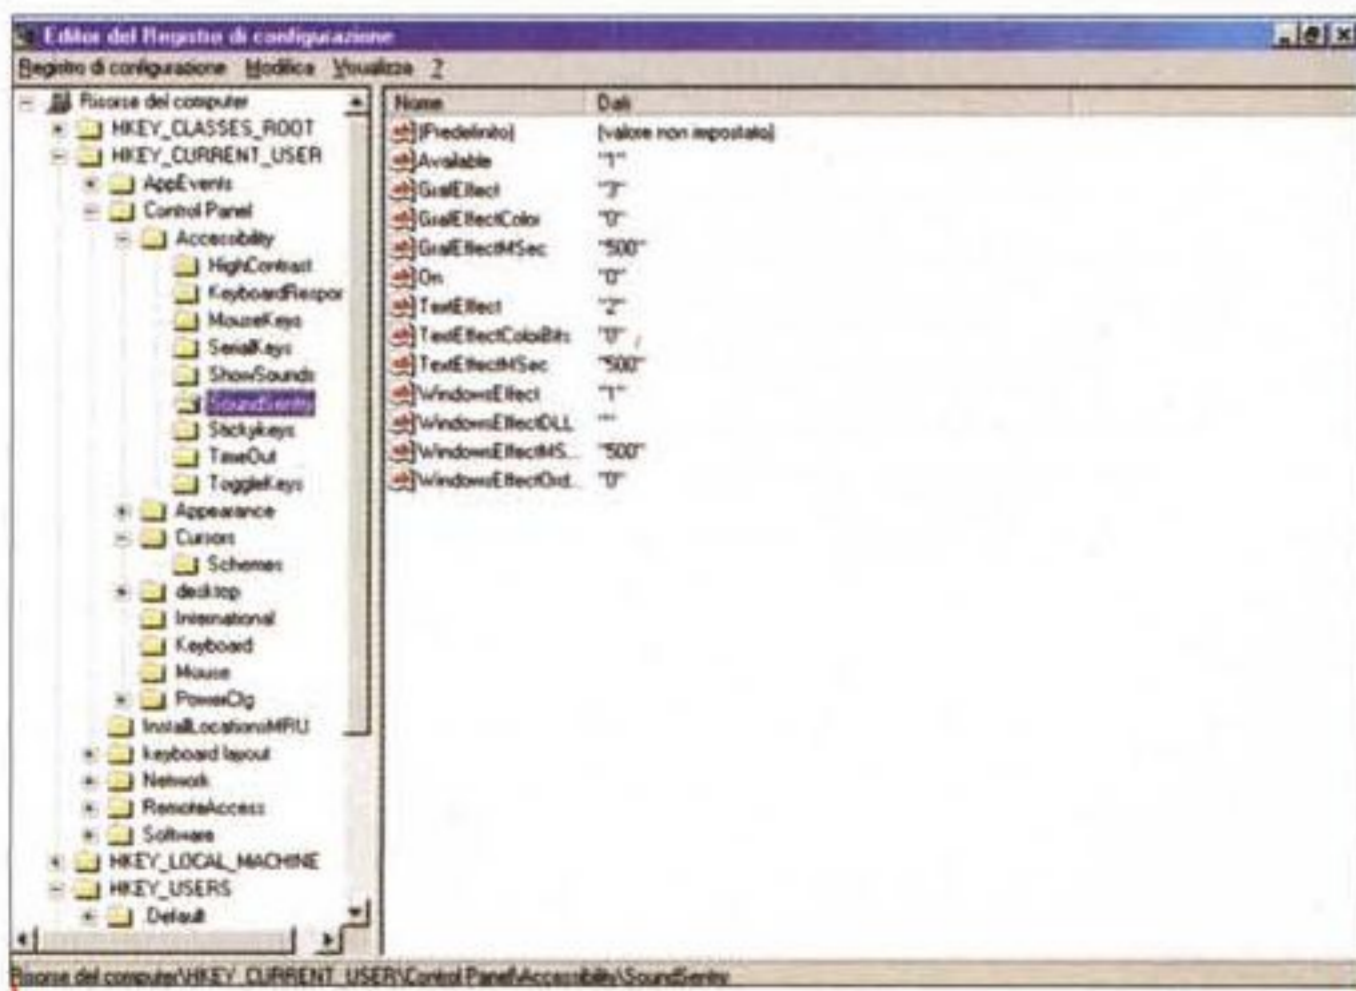 Editor del Registro di configurazione
Registro di configurazione Modifica Visualizza ?
Risorse del computer
HKEY_CLASSES_ROOT
HKEY_CURRENT_USER
AppEvents
Control Panel
Accessibility
HighContrast
KeyboardRespor
MouseKeys
SerialKeys
ShowSounds
SoundSentry
Stickykeys
TimeOut
ToggleKeys
Appearance
Cursors
Schemes
desktop
International
Keyboard
Mouse
PowerCfg
InstallLocationsMRU
keyboard layout
Network
RemoteAccess
Software
HKEY_LOCAL_MACHINE
HKEY_USERS
.Default
Nome Dati
(Predefinito) (valore non impostato)
Available "1"
GrafEffect "3"
GrafEffectColor "0"
GrafEffectMSec "500"
On "0"
TextEffect "2"
TextEffectColorBits "0"
TextEffectMSec "500"
WindowsEffect "1"
WindowsEffectDLL ""
WindowsEffectMS... "500"
WindowsEffectOrd... "0"
Risorse del computer\HKEY_CURRENT_USER\Control Panel\Accessibility\SoundSentry